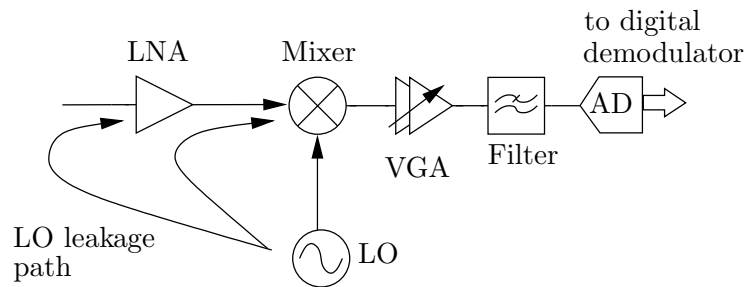 to digital
demodulator
LNA
Mixer
AD
VGA
Filter
LO leakage
path
LO